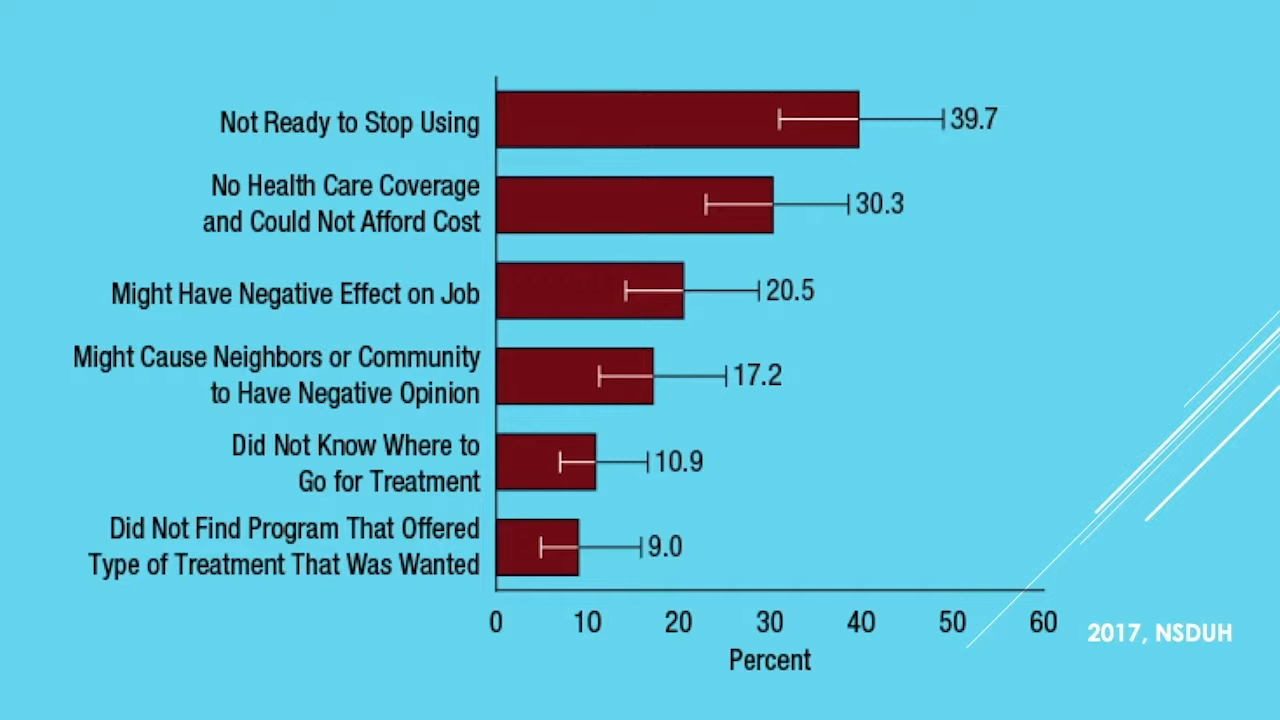 Not Ready to Stop Using
39.7
No Health Care Coverage
and Could Not Afford Cost
30.3
Might Have Negative Effect on Job
20.5
Might Cause Neighbors or Community
to Have Negative Opinion
17.2
Did Not Know Where to
Go for Treatment
10.9
Did Not Find Program That Offered
Type of Treatment That Was Wanted
9.0
0 10 20 30 40 50 60
Percent
2017, NSDUH